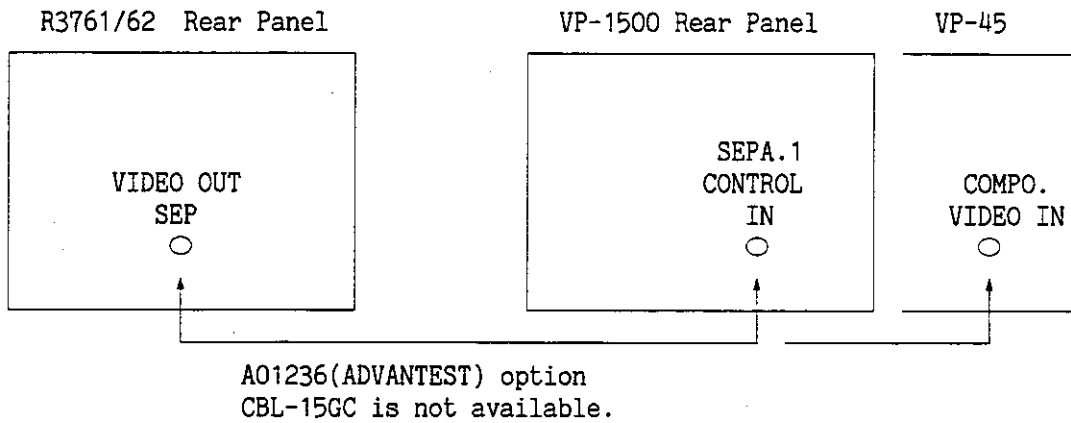 R3761/62 Rear Panel
VP-1500 Rear Panel
VP-45
VIDEO OUT
SEP
SEPA.1
CONTROL
IN
COMPO.
VIDEO IN
A01236(ADVANTEST) option
CBL-15GC is not available.